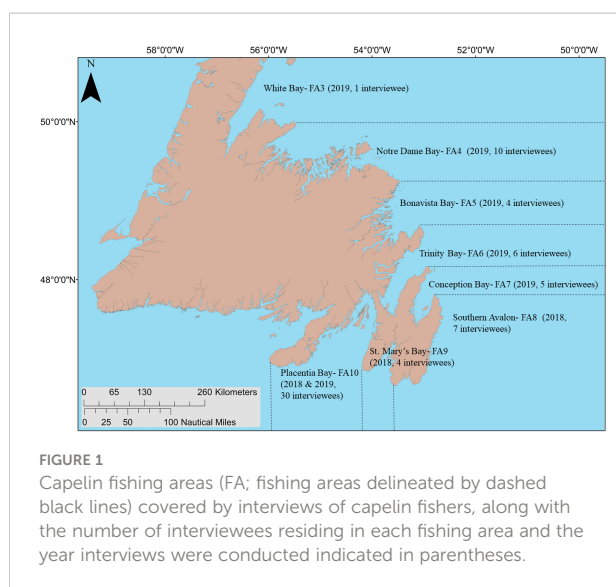 58°0'0"W 56°0'0"W 54°0'0"W 52°0'0"W 50°0'0"W
N
White Bay- FA3 (2019, 1 interviewee)
50°0'0"N
Notre Dame Bay- FA4 (2019, 10 interviewees)
Bonavista Bay- FA5 (2019, 4 interviewees)
Trinity Bay- FA6 (2019, 6 interviewees)
48°0'0"N
Conception Bay- FA7 (2019, 5 interviewees)
Southern Avalon- FA8 (2018,
7 interviewees)
St. Mary's Bay- FA9
(2018, 4 interviewees)
Placentia Bay- FA10
(2018 & 2019,
30 interviewees)
0 65 130 260 Kilometers
0 25 50 100 Nautical Miles
FIGURE 1
Capelin fishing areas (FA; fishing areas delineated by dashed
black lines) covered by interviews of capelin fishers, along with
the number of interviewees residing in each fishing area and the
year interviews were conducted indicated in parentheses.